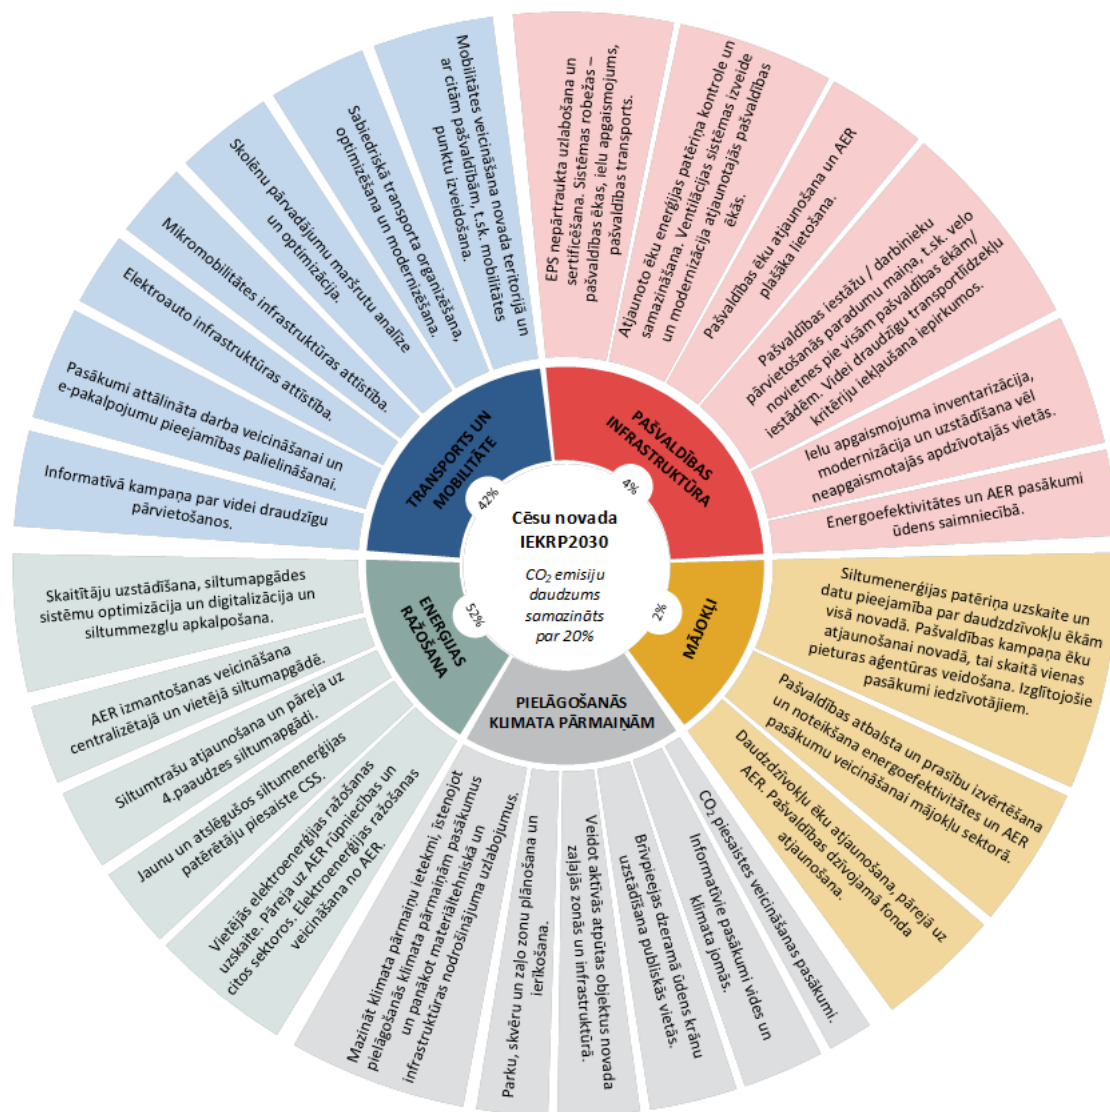 Cēsu novada
IEKRP2030
CO₂ emisiju
daudzums
samazināts
par 20%
PAŠVALDĪBAS
INFRASTRUKTŪRA
4%
EPS nepārtraukta uzlabošana un
sertificēšana. Sistēmas robežas –
pašvaldības ēkas, ielu apgaismojums,
pašvaldības transports.
Atjaunoto ēku enerģijas patēriņa kontrole un
samazināšana. Ventilācijas sistēmas izveide
un modernizācija atjaunotajās pašvaldības
ēkās.
Pašvaldības ēku atjaunošana un AER
plašāka lietošana.
Pašvaldības iestāžu / darbinieku
pārvietošanās paradumu maiņa, t.sk. velo
novietnes pie visām pašvaldības ēkām/
iestādēm. Videi draudzīgu transportlīdzekļu
kritēriju iekļaušana iepirkumos.
Ielu apgaismojuma inventarizācija,
modernizācija un uzstādīšana vēl
neapgaismotajās apdzīvotajās vietās.
Energoefektivitātes un AER pasākumi
ūdens saimniecībā.
MĀJOKĻI
2%
Siltumenerģijas patēriņa uzskaite un
datu pieejamība par daudzdzīvokļu ēkām
visā novadā. Pašvaldības kampaņa ēku
atjaunošanai novadā, tai skaitā vienas
pieturas aģentūras veidošana. Izglītojošie
pasākumi iedzīvotājiem.
Pašvaldības atbalsta un prasību izvērtēšana
un noteikšana energoefektivitātes un AER
pasākumu veicināšanai mājokļu sektorā.
Daudzdzīvokļu ēku atjaunošana, pāreja uz
AER. Pašvaldības dzīvojamā fonda
atjaunošana.
PIELĀGOŠANĀS
KLIMATA PĀRMAIŅĀM
CO₂ piesaistes veicināšanas pasākumi.
Informatīvie pasākumi vides un
klimata jomās.
Brīvpieejas dzeramā ūdens krānu
uzstādīšana publiskās vietās.
Veidot aktīvās atpūtas objektus novada
zaļajās zonās un infrastruktūrā.
Parku, skvēru un zaļo zonu plānošana un
ierīkošana.
Mazināt klimata pārmaiņu ietekmi, īstenojot
pielāgošanās klimata pārmaiņām pasākumus
un panākot materiāltehniskā un
infrastruktūras nodrošinājuma uzlabojumus.
ENERĢIJAS
RAŽOŠANA
52%
Vietējās elektroenerģijas ražošanas
uzskaite. Pāreja uz AER rūpniecības un
citos sektoros. Elektroenerģijas ražošanas
veicināšana no AER.
Jaunu un atslēgušos siltumenerģijas
patērētāju piesaiste CSS.
Siltumtrašu atjaunošana un pāreja uz
4.paaudzes siltumapgādi.
AER izmantošanas veicināšana
centralizētajā un vietējā siltumapgādē.
Skaitītāju uzstādīšana, siltumapgādes
sistēmu optimizācija un digitalizācija un
siltummezglu apkalpošana.
TRANSPORTS UN
MOBILITĀTE
42%
Informatīvā kampaņa par videi draudzīgu
pārvietošanos.
Pasākumi attālināta darba veicināšanai un
e-pakalpojumu pieejamības palielināšanai.
Elektroauto infrastruktūras attīstība.
Mikromobilitātes infrastruktūras attīstība.
Skolēnu pārvadājumu maršrutu analīze
un optimizācija.
Sabiedriskā transporta organizēšana,
optimizēšana un modernizēšana.
Mobilitātes veicināšana novada teritorijā un
ar citām pašvaldībām, t.sk. mobilitātes
punktu izveidošana.